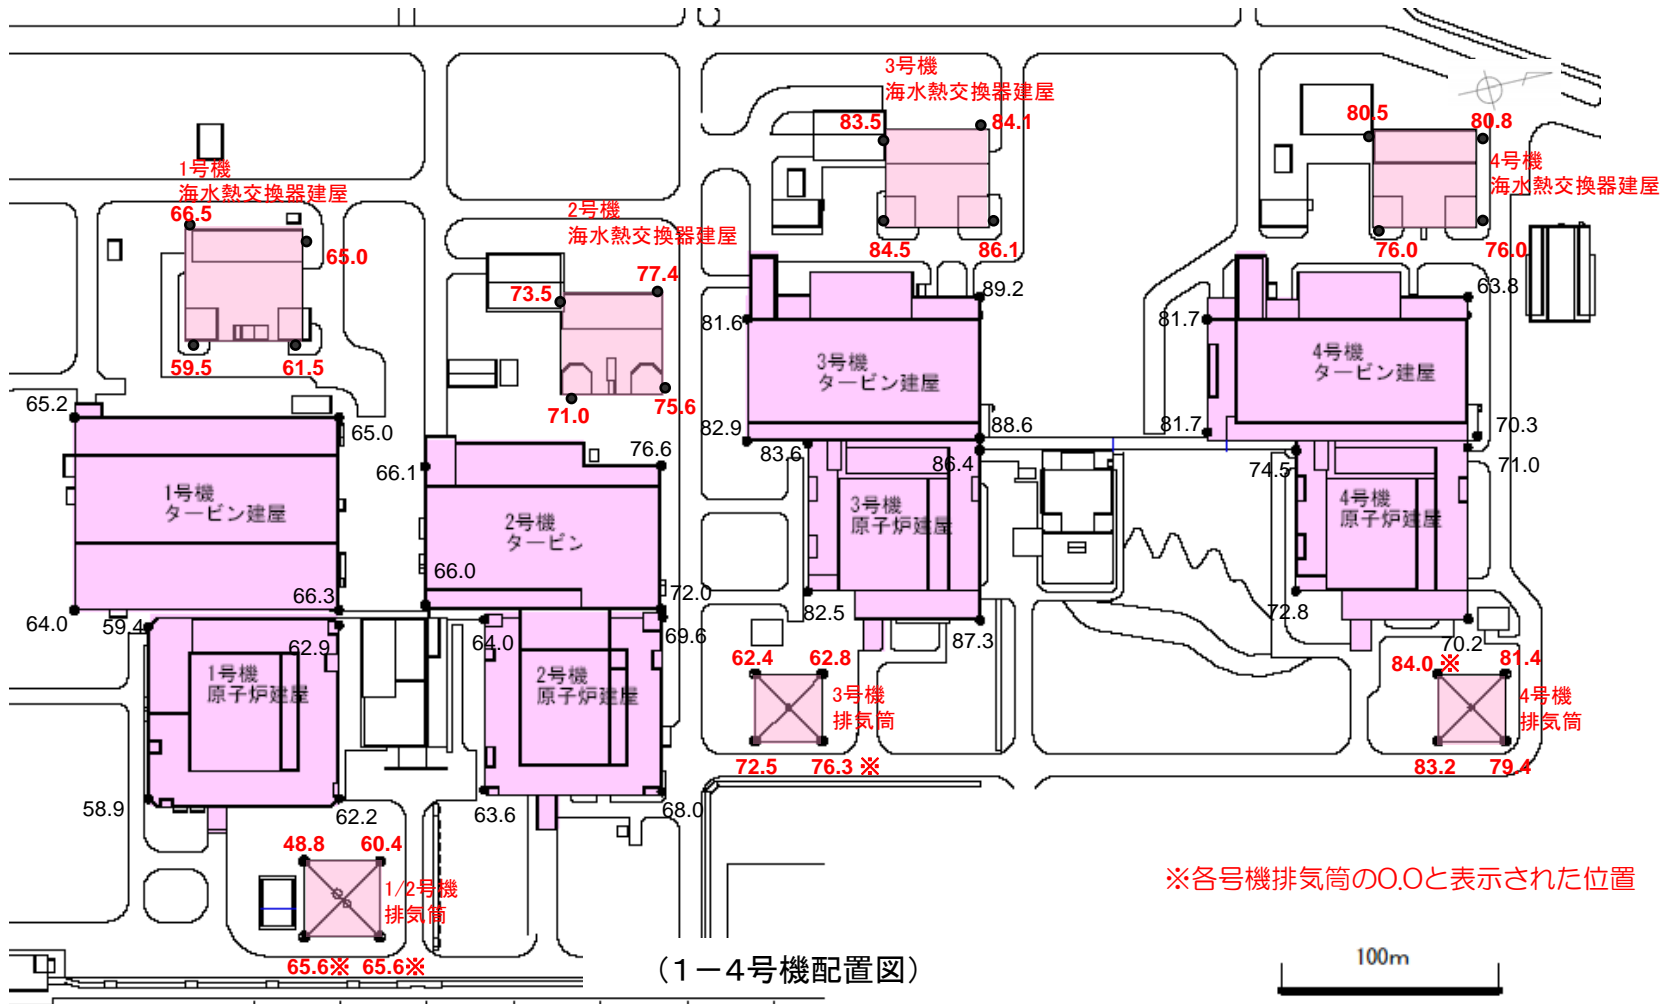 3号機
海水熱交換器建屋
83.5
84.1
80.5
80.8
1号機
海水熱交換器建屋
4号機
海水熱交換器建屋
66.5
2号機
海水熱交換器建屋
84.5
86.1
76.0
76.0
65.0
77.4
73.5
89.2
63.8
81.6
81.7
59.5
61.5
3号機
タービン建屋
4号機
タービン建屋
71.0
75.6
65.2
65.0
82.9
88.6
81.7
70.3
66.1
76.6
83.6
86.4
74.5
71.0
1号機
タービン建屋
2号機
タービン
3号機
原子炉建屋
4号機
原子炉建屋
66.3
66.0
72.0
82.5
72.8
64.0
59.4
62.9
64.0
69.6
87.3
70.2
1号機
原子炉建屋
2号機
原子炉建屋
62.4
62.8
84.0※
81.4
3号機
排気筒
4号機
排気筒
72.5
76.3※
83.2
79.4
58.9
62.2
63.6
68.0
48.8
60.4
1/2号機
排気筒
※各号機排気筒のO.Oと表示された位置
65.6※
65.6※
(1－4号機配置図)
100m